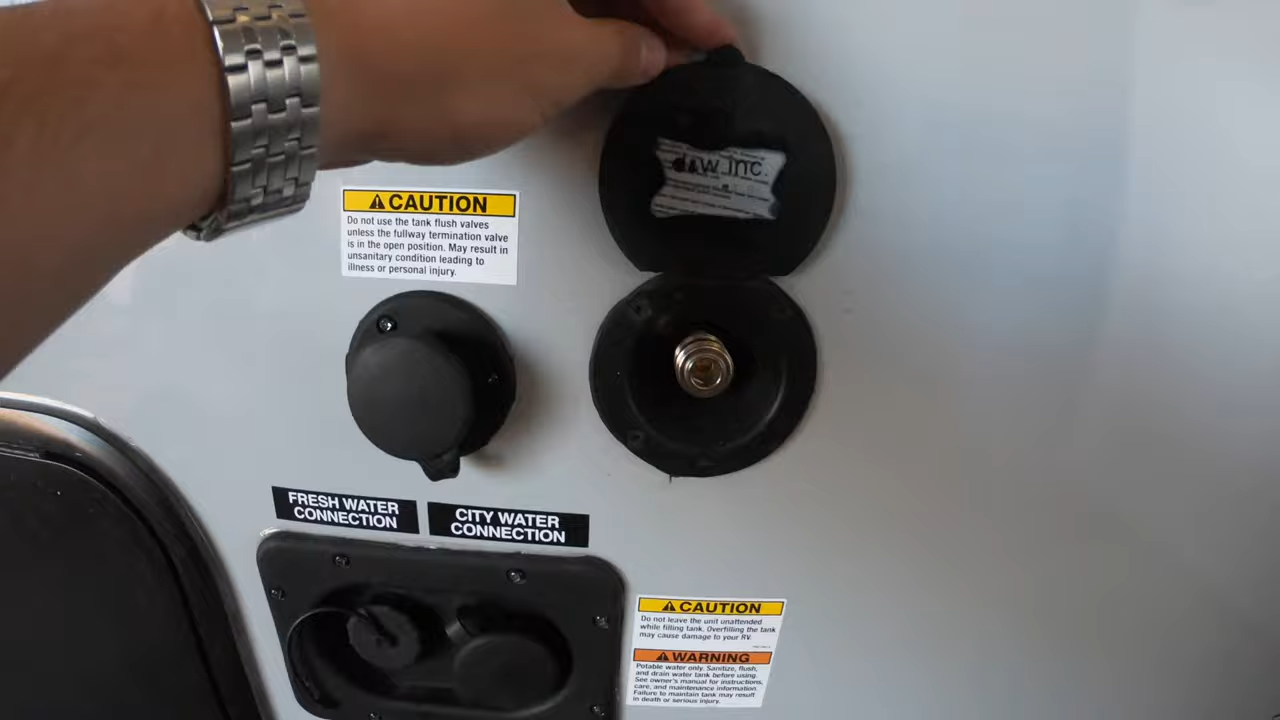 d&w inc.
CAUTION
Do not use the tank flush valves
unless the fullway termination valve
is in the open position. May result in
unsanitary condition leading to
illness or personal injury.
FRESH WATER
CONNECTION
CITY WATER
CONNECTION
CAUTION
Do not leave the unit unattended
while filling tank. Overfilling the tank
may cause damage to your RV.
WARNING
Potable water only. Sanitize, flush,
and drain water tank before using.
See owner's manual for instructions,
care, and maintenance information.
Failure to maintain tank may result
in death or serious injury.